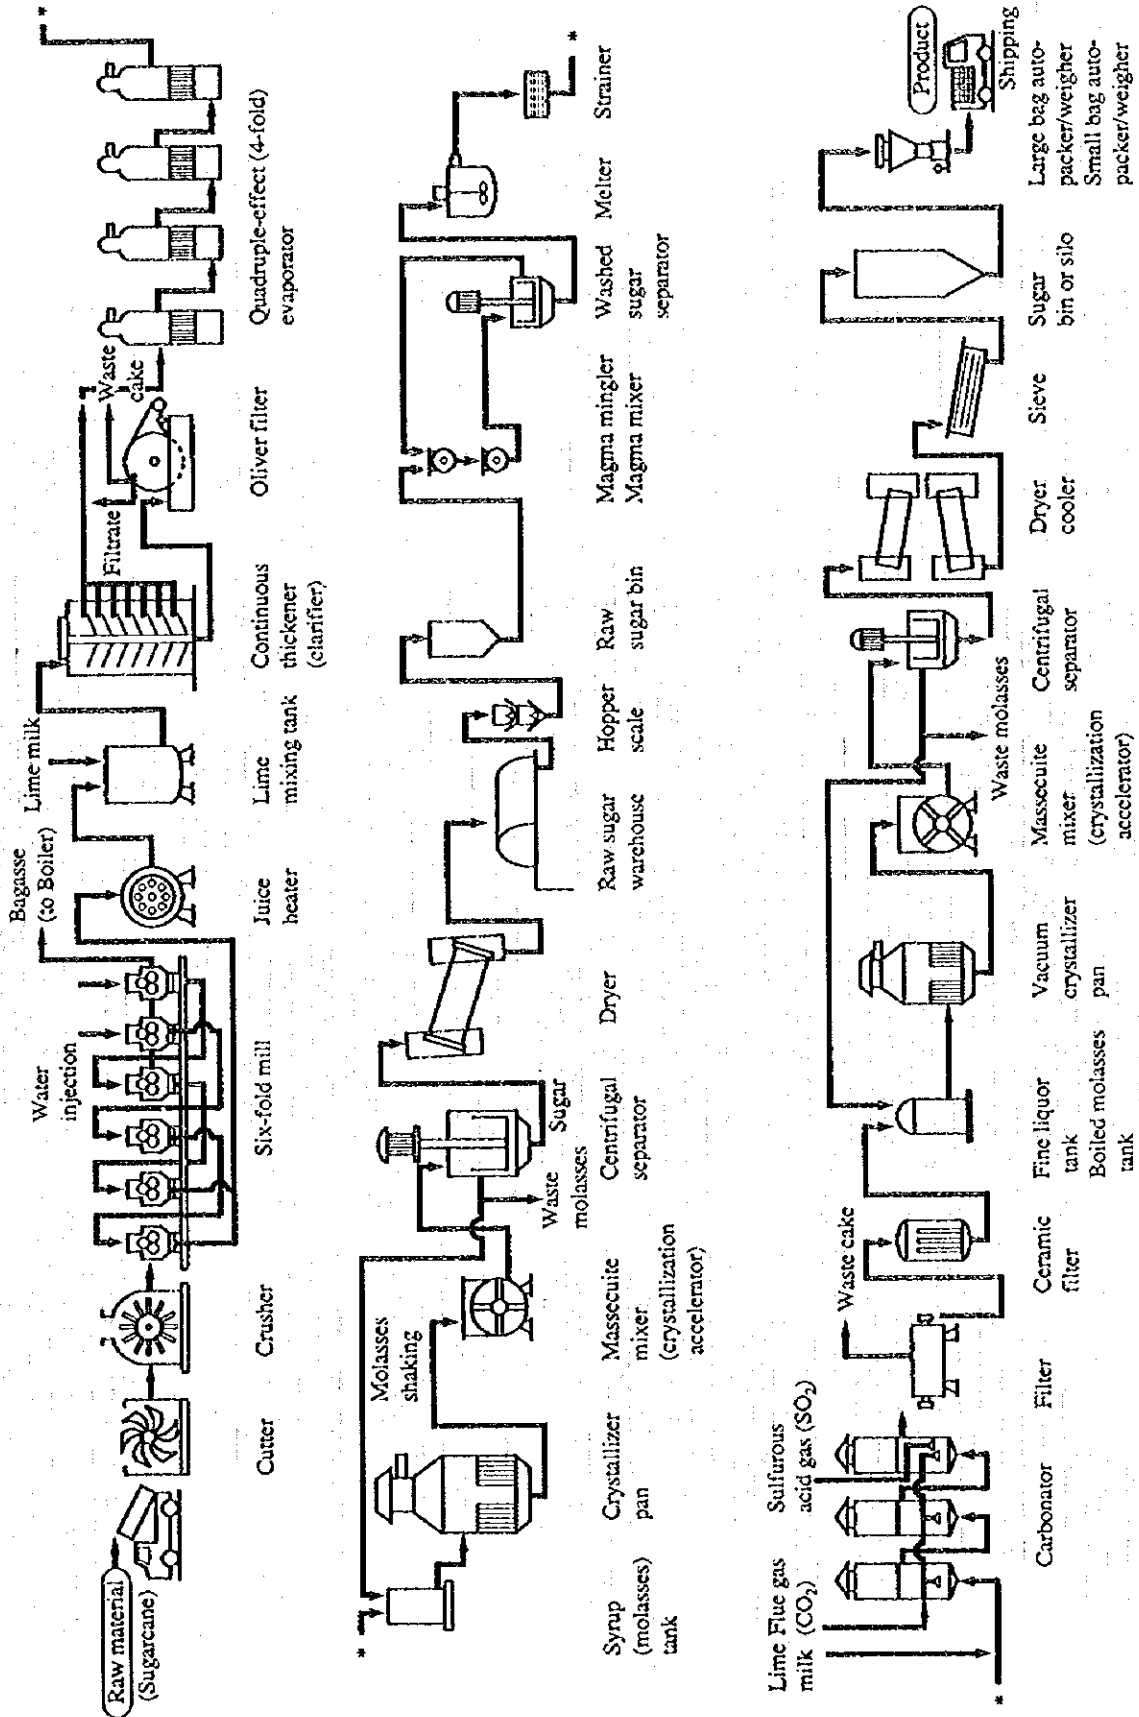 Raw material
(Sugarcane)
Water
injection
Bagasse
(to Boiler)
Lime milk
Filtrate
Waste
cake
*
Cutter
Crusher
Six-fold mill
Juice
heater
Lime
mixing tank
Continuous
thickener
(clarifier)
Oliver filter
Quadruple-effect (4-fold)
evaporator
*
Molasses
shaking
Waste
molasses
Sugar
*
Syrup
(molasses)
tank
Crystallizer
pan
Massecuite
mixer
(crystallization
accelerator)
Centrifugal
separator
Dryer
Raw sugar
warehouse
Hopper
scale
Raw
sugar bin
Magma mingler
Magma mixer
Washed
sugar
separator
Melter
Strainer
*
Lime
milk
Flue gas
(CO2)
Sulfurous
acid gas (SO2)
Waste cake
Waste molasses
Product
Shipping
Carbonator
Filter
Ceramic
filter
Fine liquor
tank
Boiled molasses
tank
Vacuum
crystallizer
pan
Massecuite
mixer
(crystallization
accelerator)
Centrifugal
separator
Dryer
cooler
Sieve
Sugar
bin or silo
Large bag auto-
packer/weigher
Small bag auto-
packer/weigher